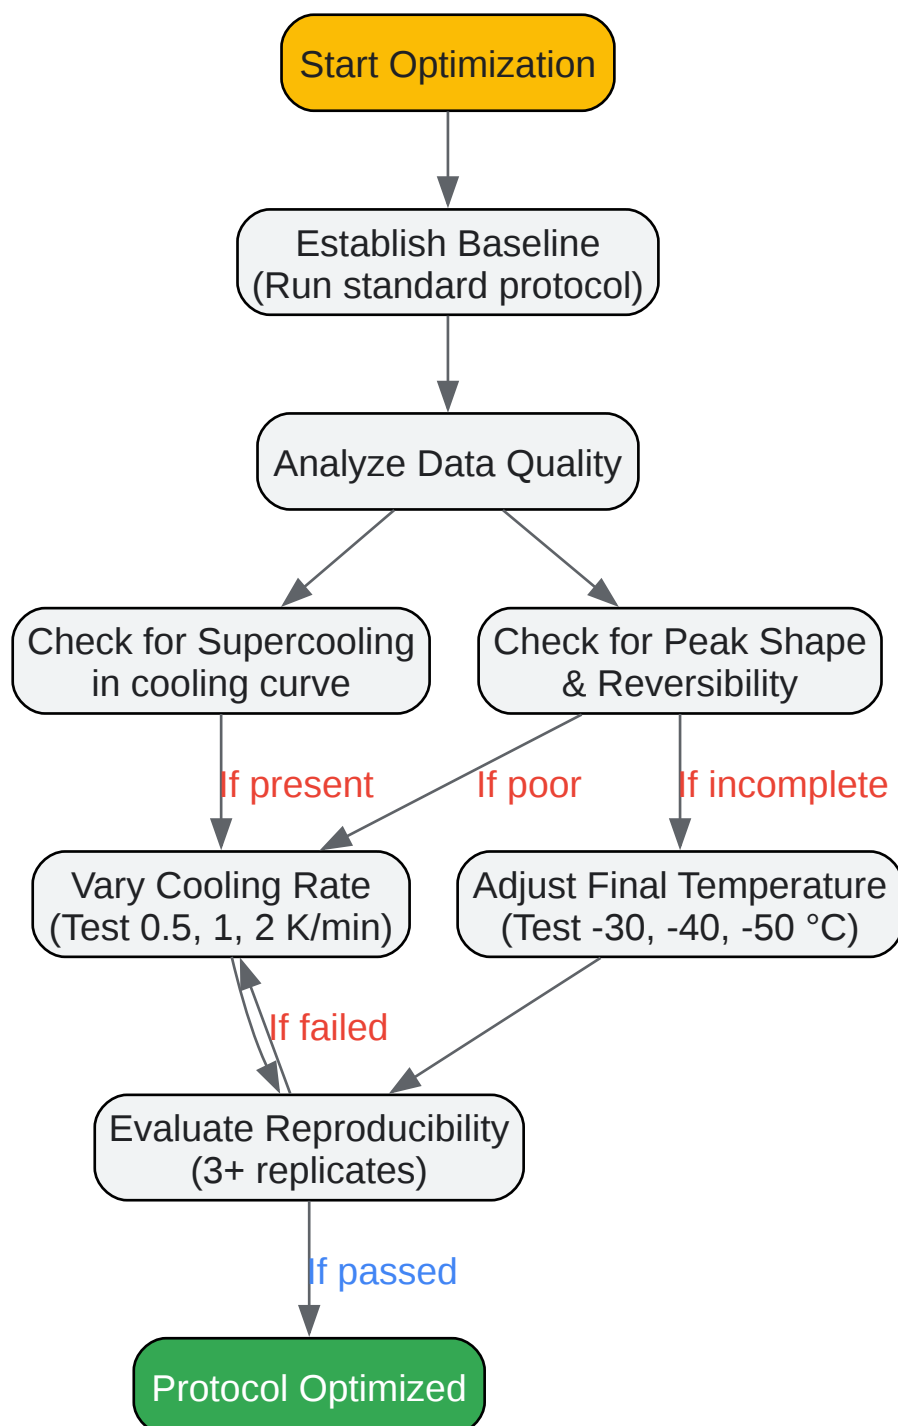 Start Optimization
Establish Baseline
(Run standard protocol)
Analyze Data Quality
Check for Supercooling
in cooling curve
Check for Peak Shape
& Reversibility
If present
If poor
If incomplete
Vary Cooling Rate
(Test 0.5, 1, 2 K/min)
Adjust Final Temperature
(Test -30, -40, -50 °C)
If failed
Evaluate Reproducibility
(3+ replicates)
If passed
Protocol Optimized